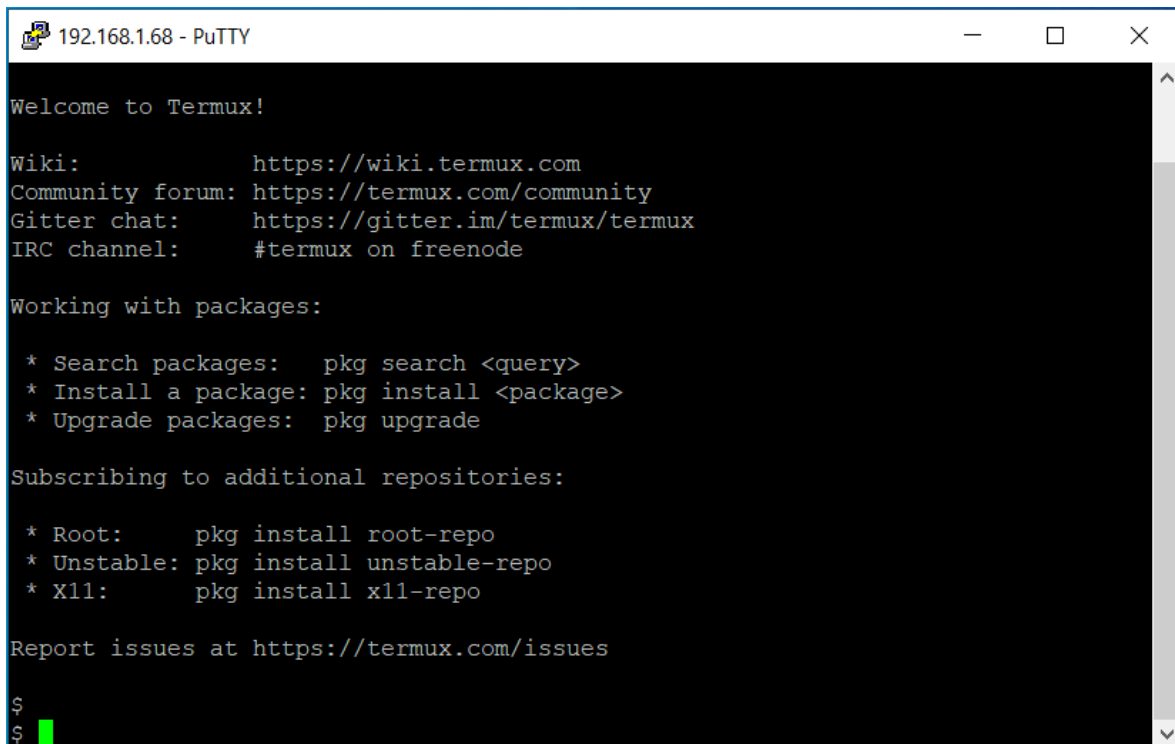 192.168.1.68 - PuTTY
Welcome to Termux!
Wiki:            https://wiki.termux.com
Community forum: https://termux.com/community
Gitter chat:     https://gitter.im/termux/termux
IRC channel:     #termux on freenode
Working with packages:
 * Search packages:   pkg search <query>
 * Install a package: pkg install <package>
 * Upgrade packages:  pkg upgrade
Subscribing to additional repositories:
 * Root:     pkg install root-repo
 * Unstable: pkg install unstable-repo
 * X11:      pkg install x11-repo
Report issues at https://termux.com/issues
$
$